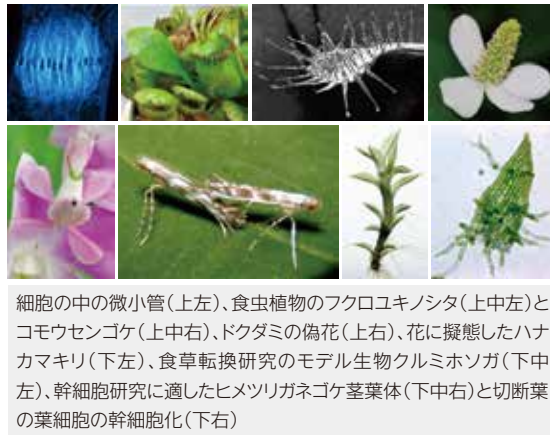 細胞の中の微小管(上左)、食虫植物のフクロユキノシタ(上中左)と
コモウセンゴケ(上中右)、ドクダミの偽花(上右)、花に擬態したハナ
カマキリ(下左)、食草転換研究のモデル生物クルミホソガ(下中
左)、幹細胞研究に適したヒメツリガネゴケ茎葉体(下中右)と切断葉
の葉細胞の幹細胞化(下右)